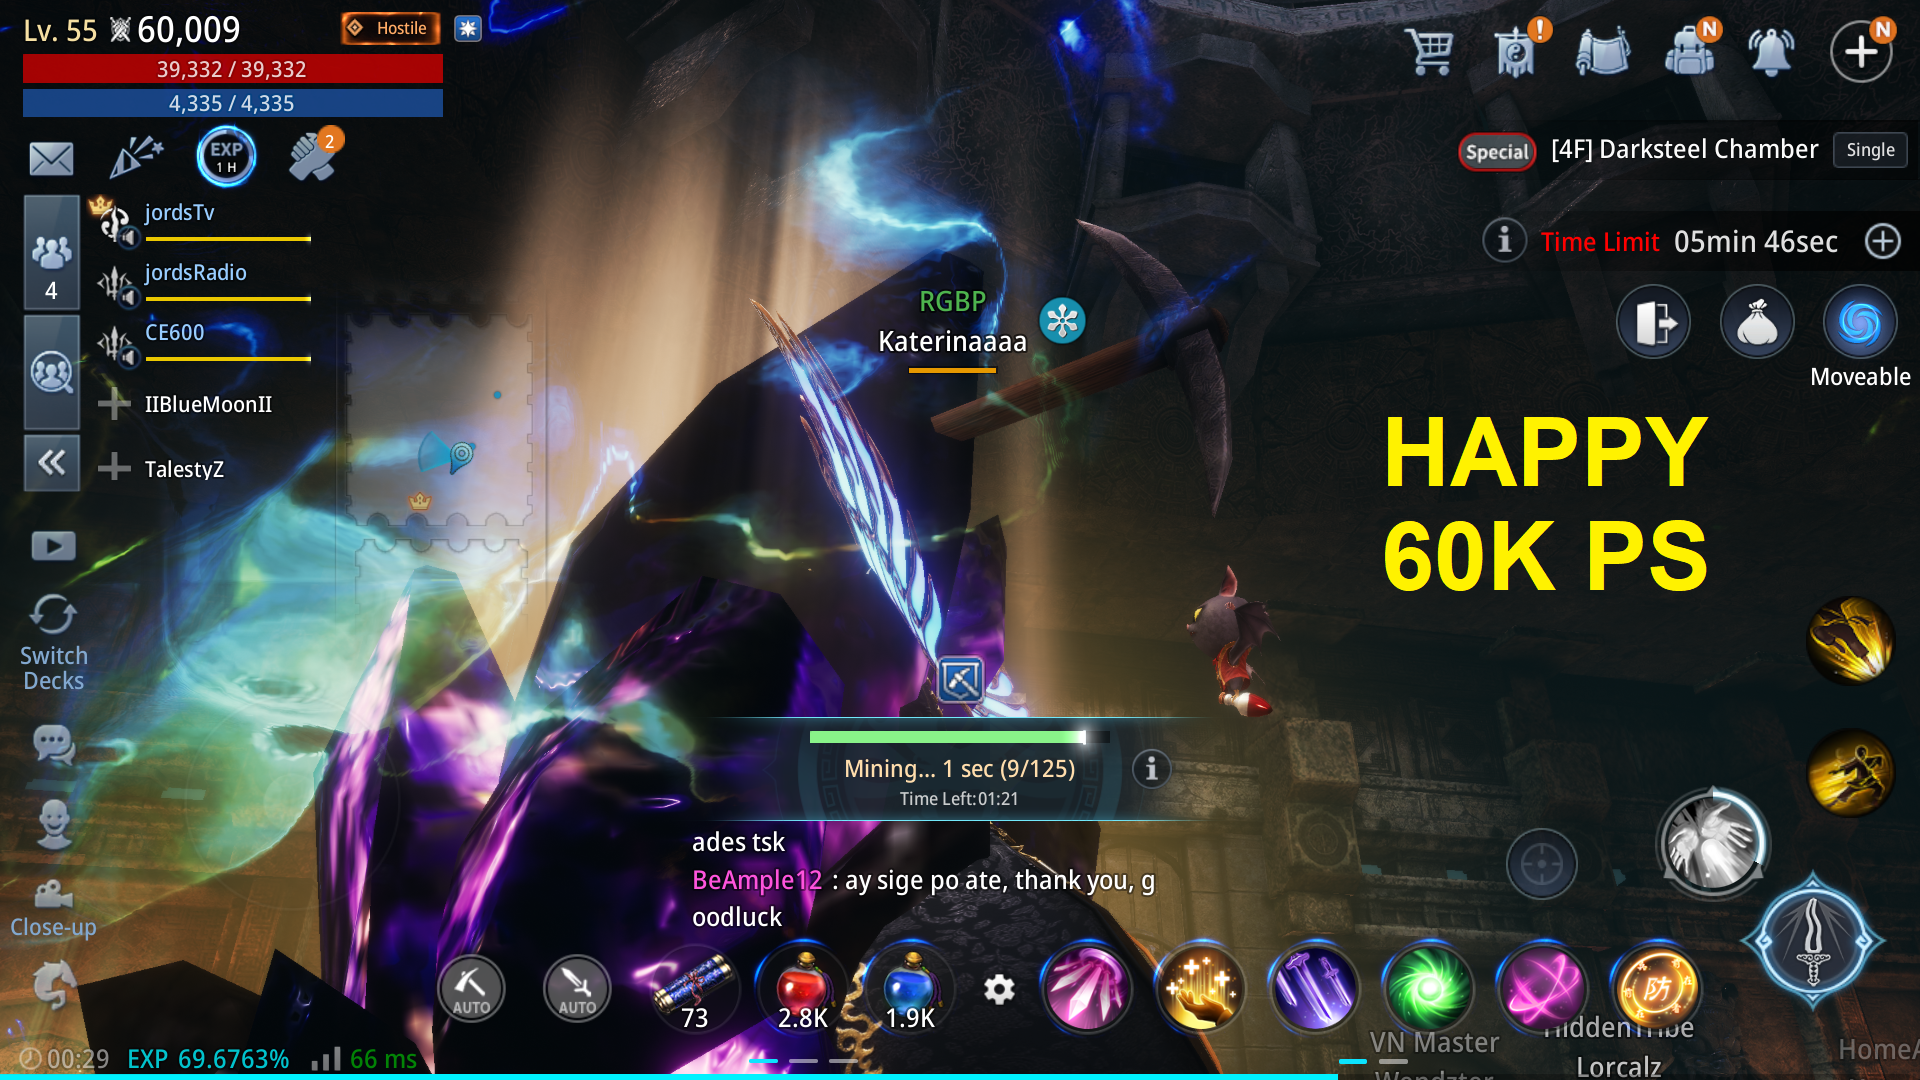 Lv. 55 60,009
Hostile
39,332 / 39,332
4,335 / 4,335
EXP
1 H
2
N
N
!
Special [4F] Darksteel Chamber Single
Time Limit 05min 46sec
Moveable
4
jordsTv
jordsRadio
CE600
IIBlueMoonII
TalestyZ
RGBP
Katerinaaaa
HAPPY
60K PS
Switch
Decks
Close-up
Mining... 1 sec (9/125)
Time Left:01:21
ades tsk
BeAmple12 : ay sige po ate, thank you, g
oodluck
AUTO
AUTO
73
2.8K
1.9K
防
HiddenTribe
VN Master
Lorcalz
00:29 EXP 69.6763% 66 ms